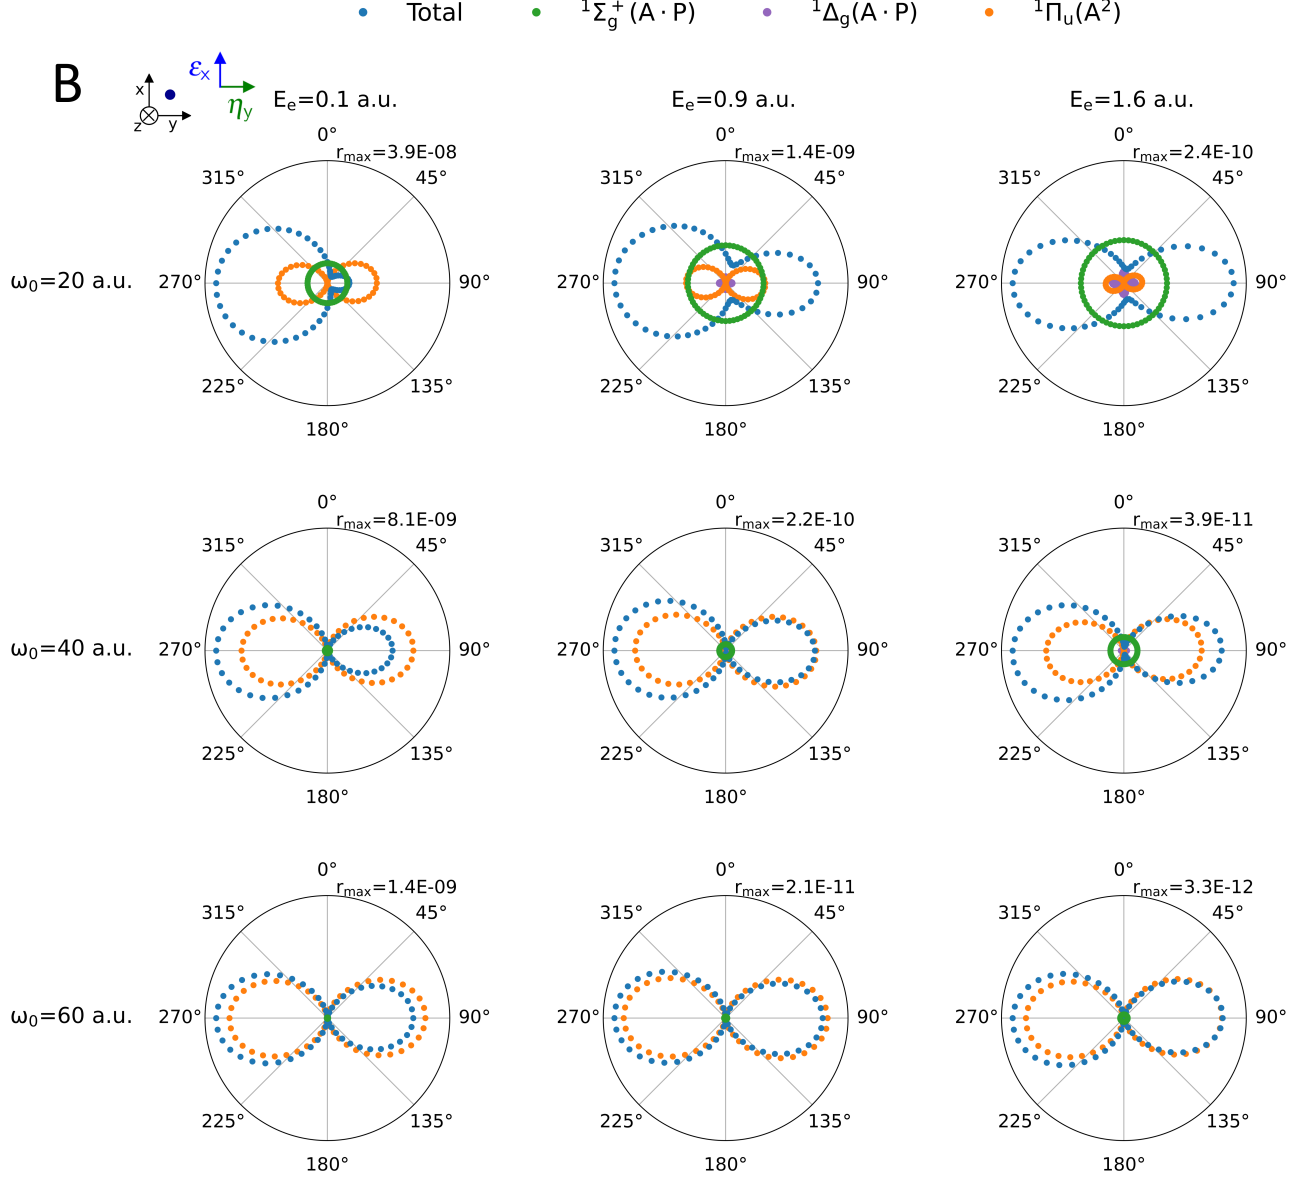 Total ¹Σg⁺(A · P) ¹Δg(A · P) ¹Πu(A²)
B
εx
ηy
x
z
y
Ee=0.1 a.u. Ee=0.9 a.u. Ee=1.6 a.u.
0° 0° 0°
rmax=3.9E-08 rmax=1.4E-09 rmax=2.4E-10
315° 45° 315° 45° 315° 45°
ω₀=20 a.u. 270° 90° 270° 90° 270° 90°
225° 135° 225° 135° 225° 135°
180° 180° 180°
0° 0° 0°
rmax=8.1E-09 rmax=2.2E-10 rmax=3.9E-11
315° 45° 315° 45° 315° 45°
ω₀=40 a.u. 270° 90° 270° 90° 270° 90°
225° 135° 225° 135° 225° 135°
180° 180° 180°
0° 0° 0°
rmax=1.4E-09 rmax=2.1E-11 rmax=3.3E-12
315° 45° 315° 45° 315° 45°
ω₀=60 a.u. 270° 90° 270° 90° 270° 90°
225° 135° 225° 135° 225° 135°
180° 180° 180°